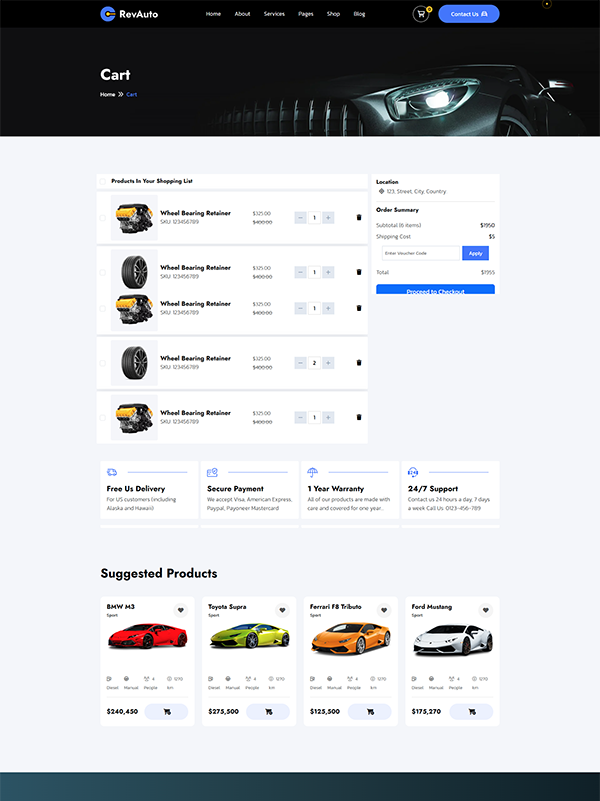 RevAuto
Home About Services Pages Shop Blog
Contact Us
Cart
Home Cart
Products In Your Shopping List
Wheel Bearing Retainer
SKU: 123456789
$325.00
$400.00
1
Wheel Bearing Retainer
SKU: 123456789
$325.00
$400.00
1
Wheel Bearing Retainer
SKU: 123456789
$325.00
$400.00
1
Wheel Bearing Retainer
SKU: 123456789
$325.00
$400.00
2
Wheel Bearing Retainer
SKU: 123456789
$325.00
$400.00
1
Location
123, Street, City, Country
Order Summary
Subtotal (6 items) $1950
Shipping Cost $5
Enter Voucher Code Apply
Total $1955
Proceed to Checkout
Free Us Delivery
For US customers (including
Alaska and Hawaii)
Secure Payment
We accept Visa, American Express,
Paypal, Payoneer Mastercard
1 Year Warranty
All of our products are made with
care and covered for one year..
24/7 Support
Contact us 24 hours a day, 7 days
a week Call Us: 0123-456-789
Suggested Products
BMW M3
Sport
4 1270
Diesel Manual People km
$240,450
Toyota Supra
Sport
4 1270
Diesel Manual People km
$275,500
Ferrari F8 Tributo
Sport
4 1270
Diesel Manual People km
$125,500
Ford Mustang
Sport
4 1270
Diesel Manual People km
$175,270